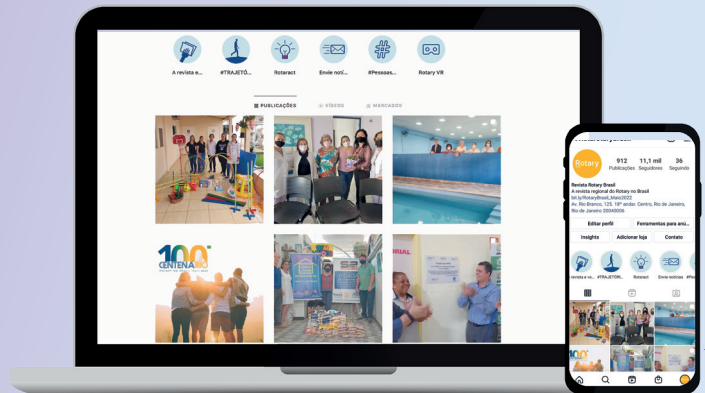 A revista e...
#TRAJETÓ...
Rotaract
Envie notí...
#Pessoas...
Rotary VR
PUBLICAÇÕES
VÍDEOS
MARCADOS
100
CENTENÁRIO
Rotary
912
11,1 mil
36
Publicações
Seguidores
Seguindo
Revista Rotary Brasil
A revista regional do Rotary no Brasil
bit.ly/RotaryBrasil_Maio2022
Av. Rio Branco, 125, 18º andar. Centro, Rio de Janeiro,
Rio de Janeiro 20040006
Editar perfil
Ferramentas para anú...
Insights
Adicionar loja
Contato
#TRAJETÓRI...
Rotaract
Envie notícias
100